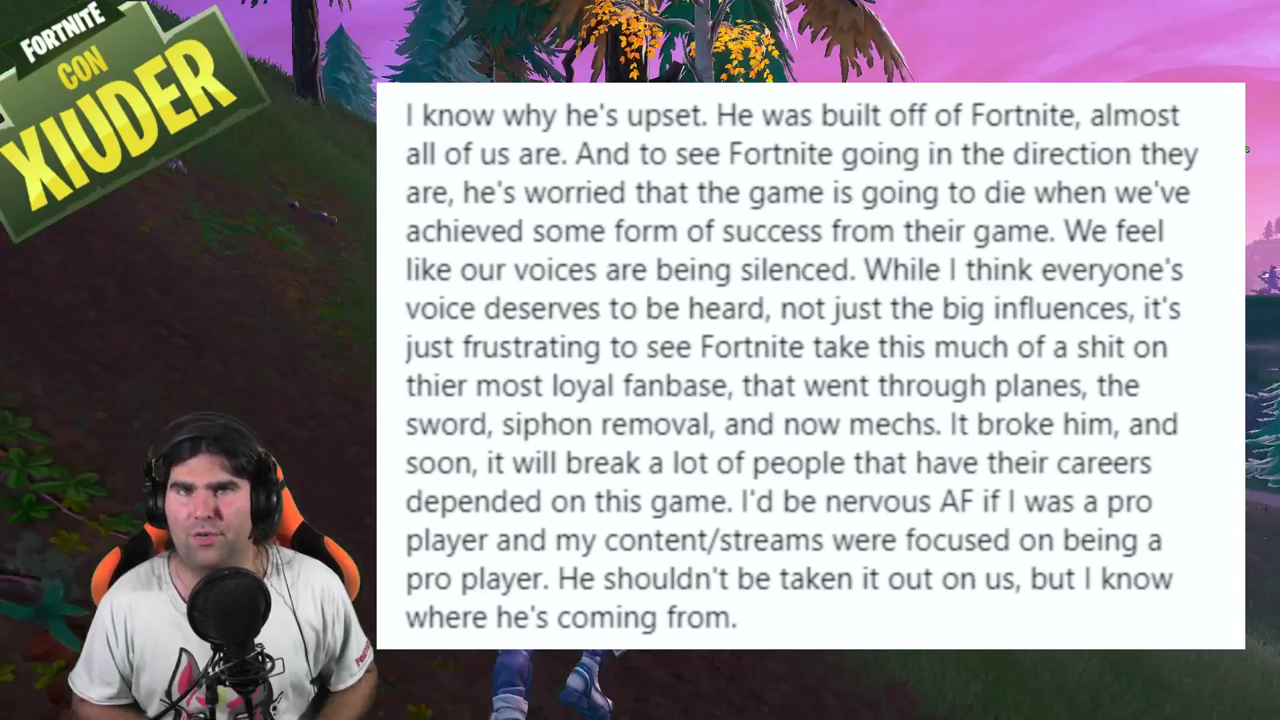 FORTNITE
CON
XIUDER
I know why he's upset. He was built off of Fortnite, almost
all of us are. And to see Fortnite going in the direction they
are, he's worried that the game is going to die when we've
achieved some form of success from their game. We feel
like our voices are being silenced. While I think everyone's
voice deserves to be heard, not just the big influences, it's
just frustrating to see Fortnite take this much of a shit on
thier most loyal fanbase, that went through planes, the
sword, siphon removal, and now mechs. It broke him, and
soon, it will break a lot of people that have their careers
depended on this game. I'd be nervous AF if I was a pro
player and my content/streams were focused on being a
pro player. He shouldn't be taken it out on us, but I know
where he's coming from.